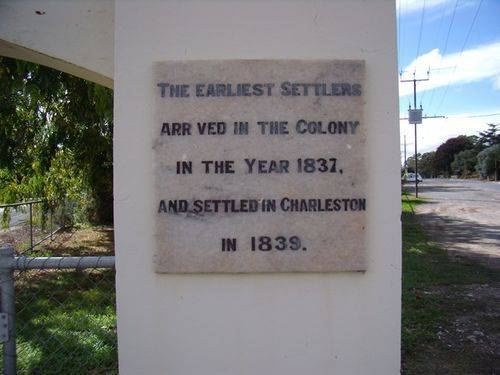 THE EARLIEST SETTLERS
ARR VED IN THE COLONY
IN THE YEAR 1837,
AND SETTLED IN CHARLESTON
IN 1839.